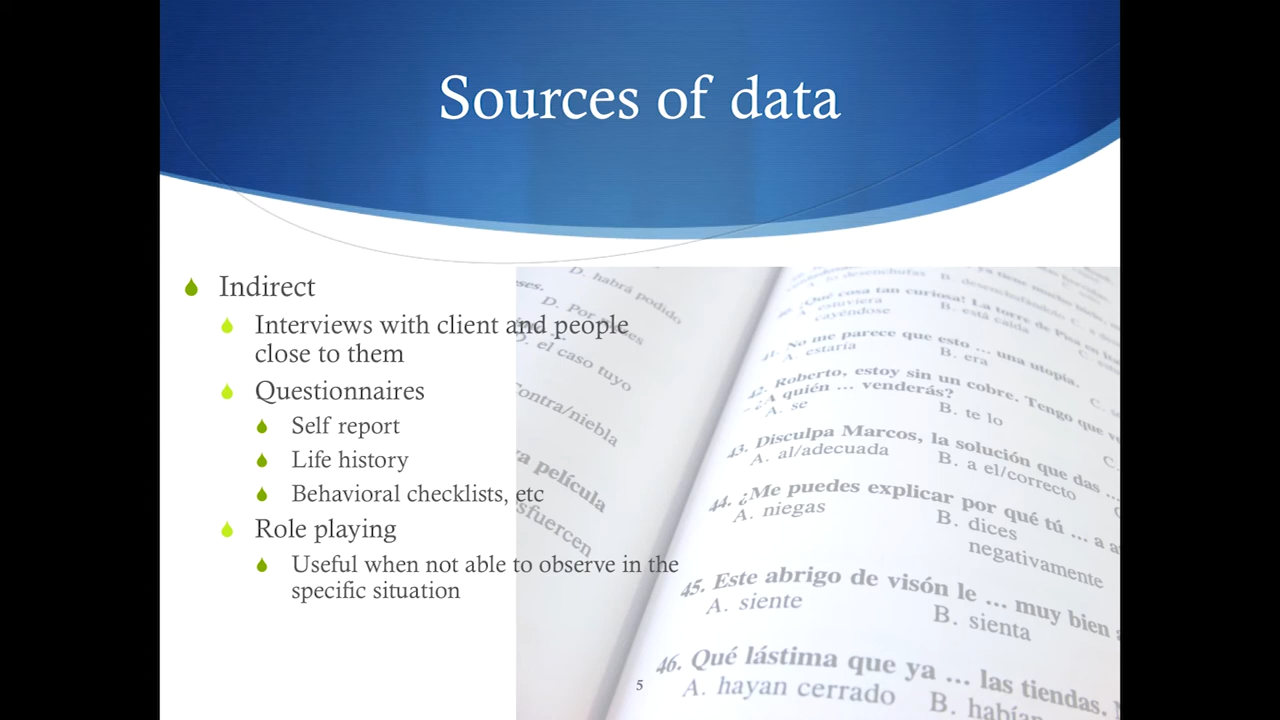 Sources of data
Indirect
Interviews with client and people
close to them
Questionnaires
Self report
Life history
Behavioral checklists, etc
Role playing
Useful when not able to observe in the
specific situation
D. habrá podido
D. Por
D. el caso tuyo
Contra/niebla
película
esfuercen
¡Qué cosa tan curiosa! La torre de Pisa en
A. estuviera B. está caída
cayéndose
41. No me parece que esto ... una utopía.
A. estaría B. era
42. Roberto, estoy sin un cobre. Tengo que
- ¿A quién ... venderás?
A. se B. te lo
43. Disculpa Marcos, la solución que das ...
A. al/adecuada B. a el/correcto
44. ¿Me puedes explicar por qué tú ... a
A. niegas B. dices
negativamente
45. Este abrigo de visón le ... muy bien
A. siente B. sienta
46. Qué lástima que ya ... las tiendas.
A. hayan cerrado B.
5